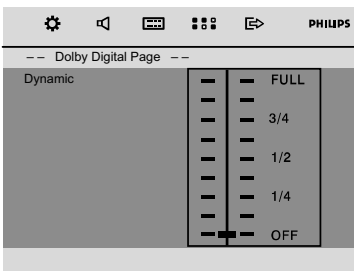 PHILIPS
-- Dolby Digital Page --
Dynamic
FULL
3/4
1/2
1/4
OFF